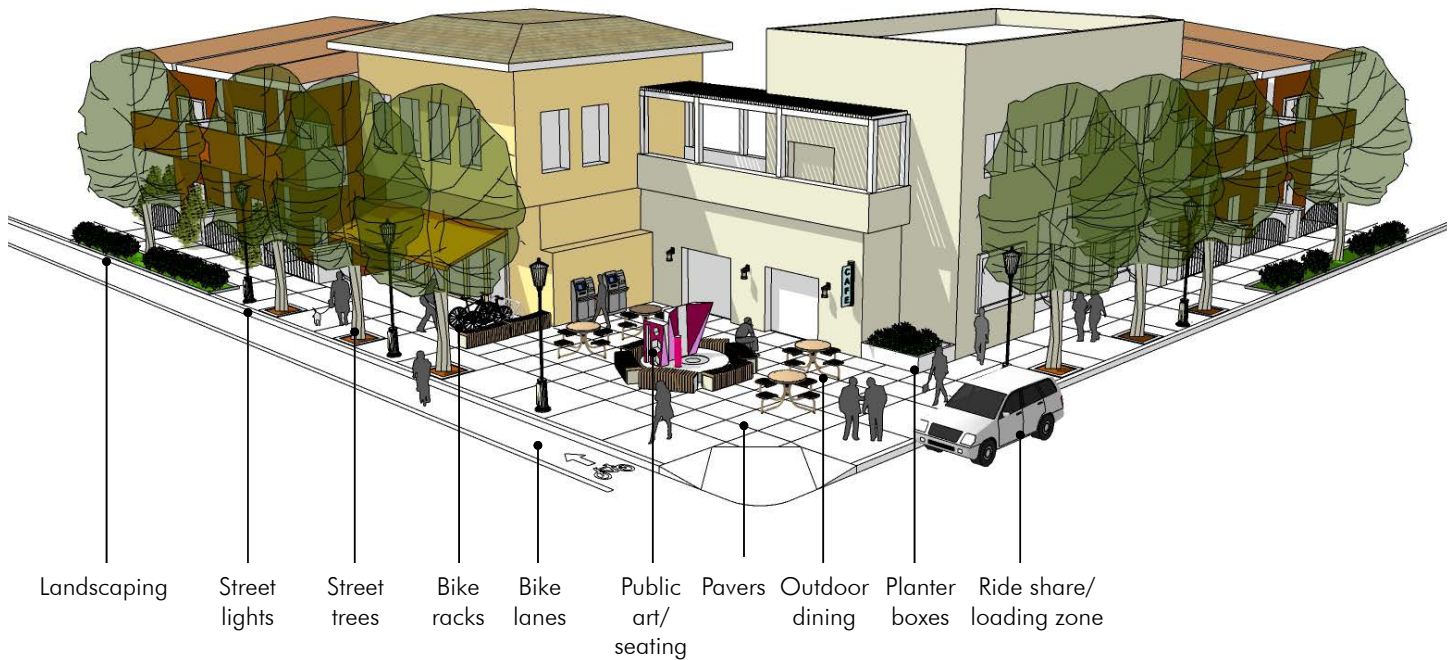 CAFE
Landscaping
Street
lights
Street
trees
Bike
racks
Bike
lanes
Public
art/
seating
Pavers
Outdoor
dining
Planter
boxes
Ride share/
loading zone